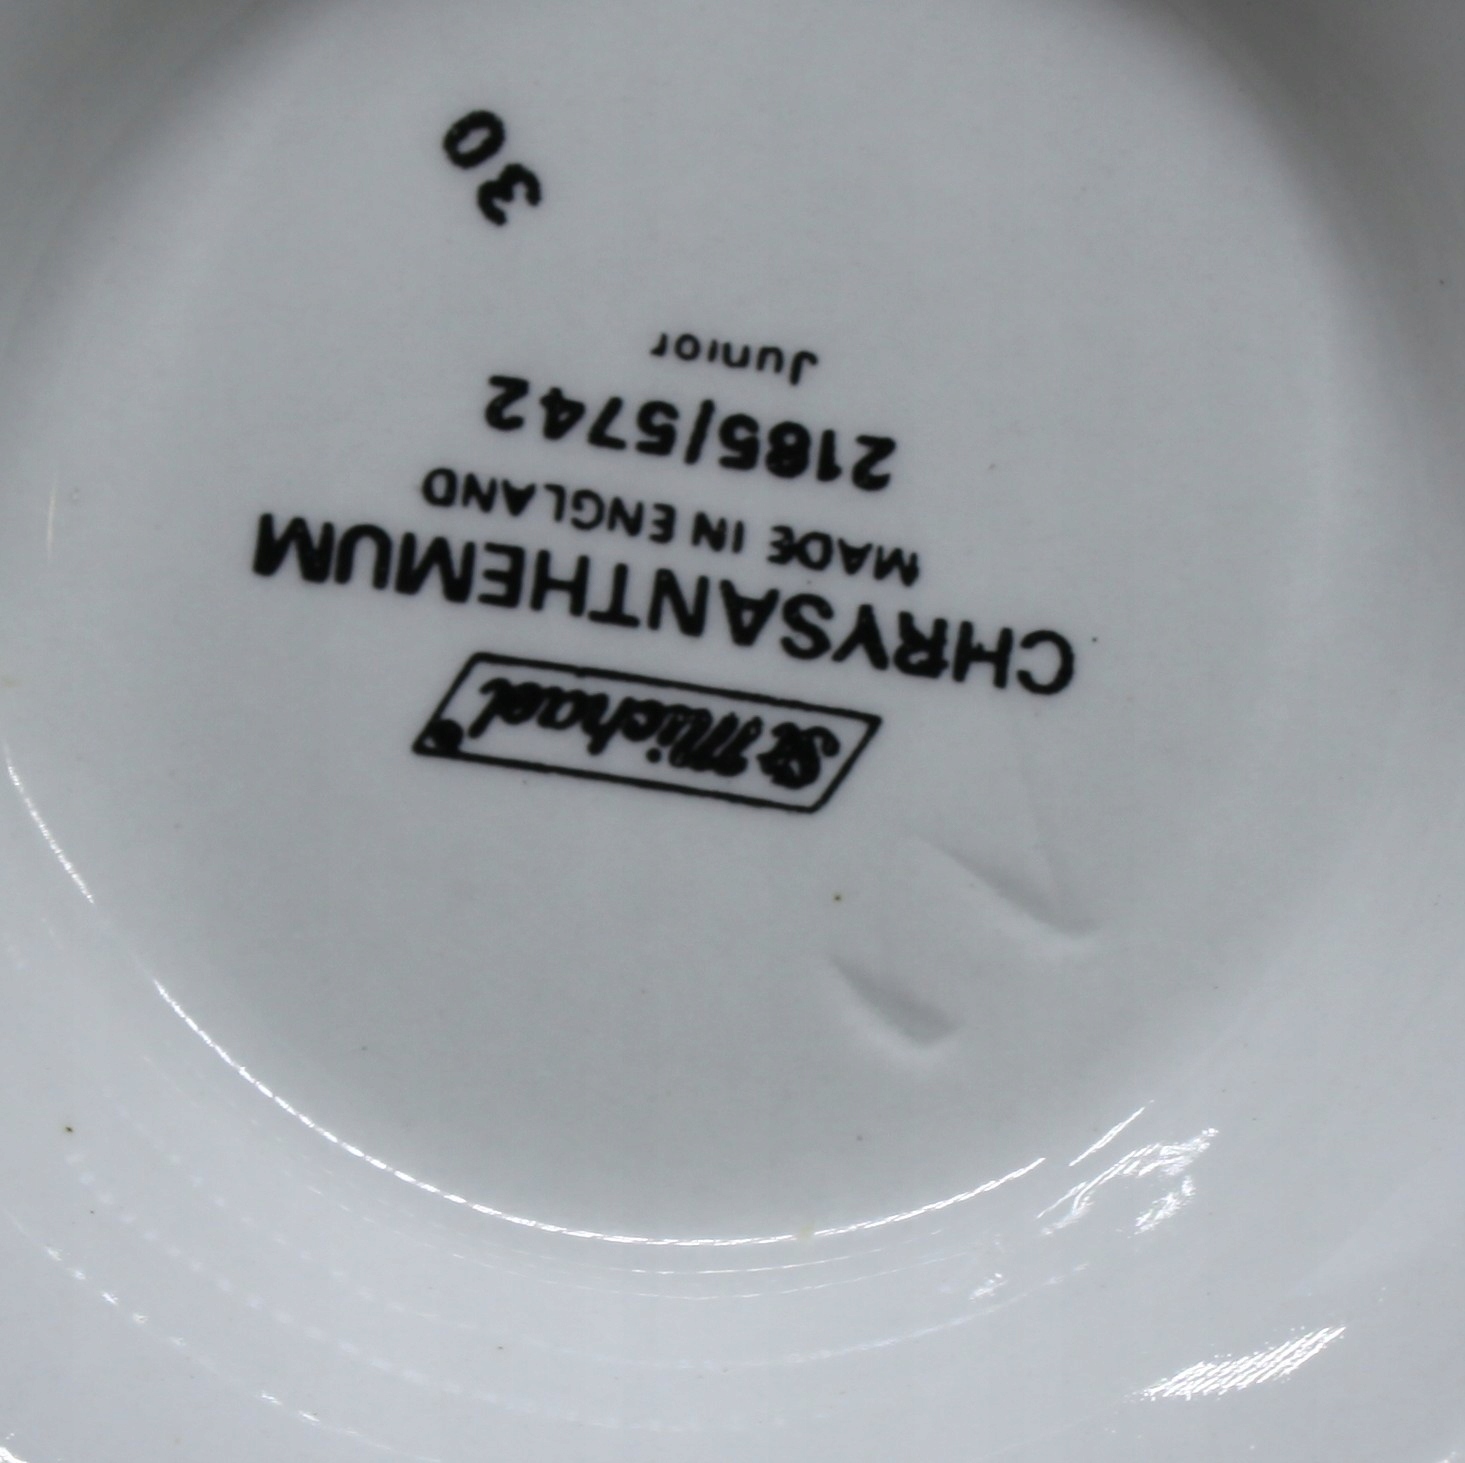 St Michael
CHRYSANTHEMUM
MADE IN ENGLAND
2185/5742
Junior
30